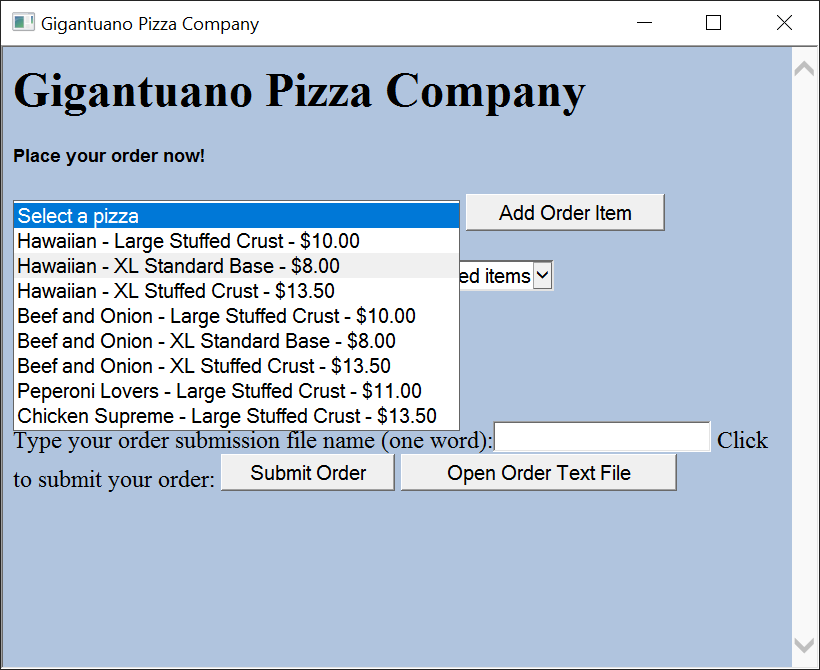 Gigantuano Pizza Company
Gigantuano Pizza Company
Place your order now!
Select a pizza
Add Order Item
Hawaiian - Large Stuffed Crust - $10.00
Hawaiian - XL Standard Base - $8.00
ed items
Hawaiian - XL Stuffed Crust - $13.50
Beef and Onion - Large Stuffed Crust - $10.00
Beef and Onion - XL Standard Base - $8.00
Beef and Onion - XL Stuffed Crust - $13.50
Peperoni Lovers - Large Stuffed Crust - $11.00
Chicken Supreme - Large Stuffed Crust - $13.50
Type your order submission file name (one word): Click
to submit your order: Submit Order Open Order Text File